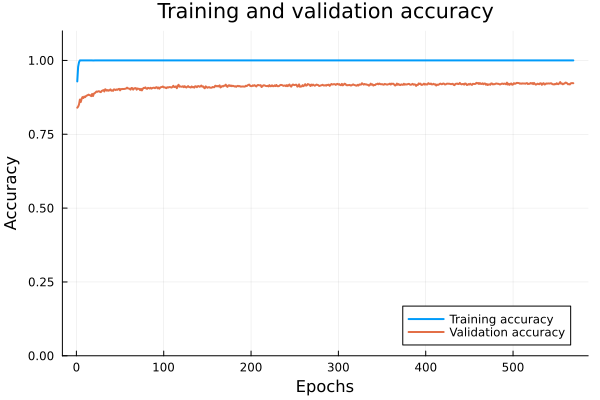 Training and validation accuracy
Accuracy
1.00
0.75
0.50
0.25
0.00
0
100
200
300
400
500
Epochs
Training accuracy
Validation accuracy